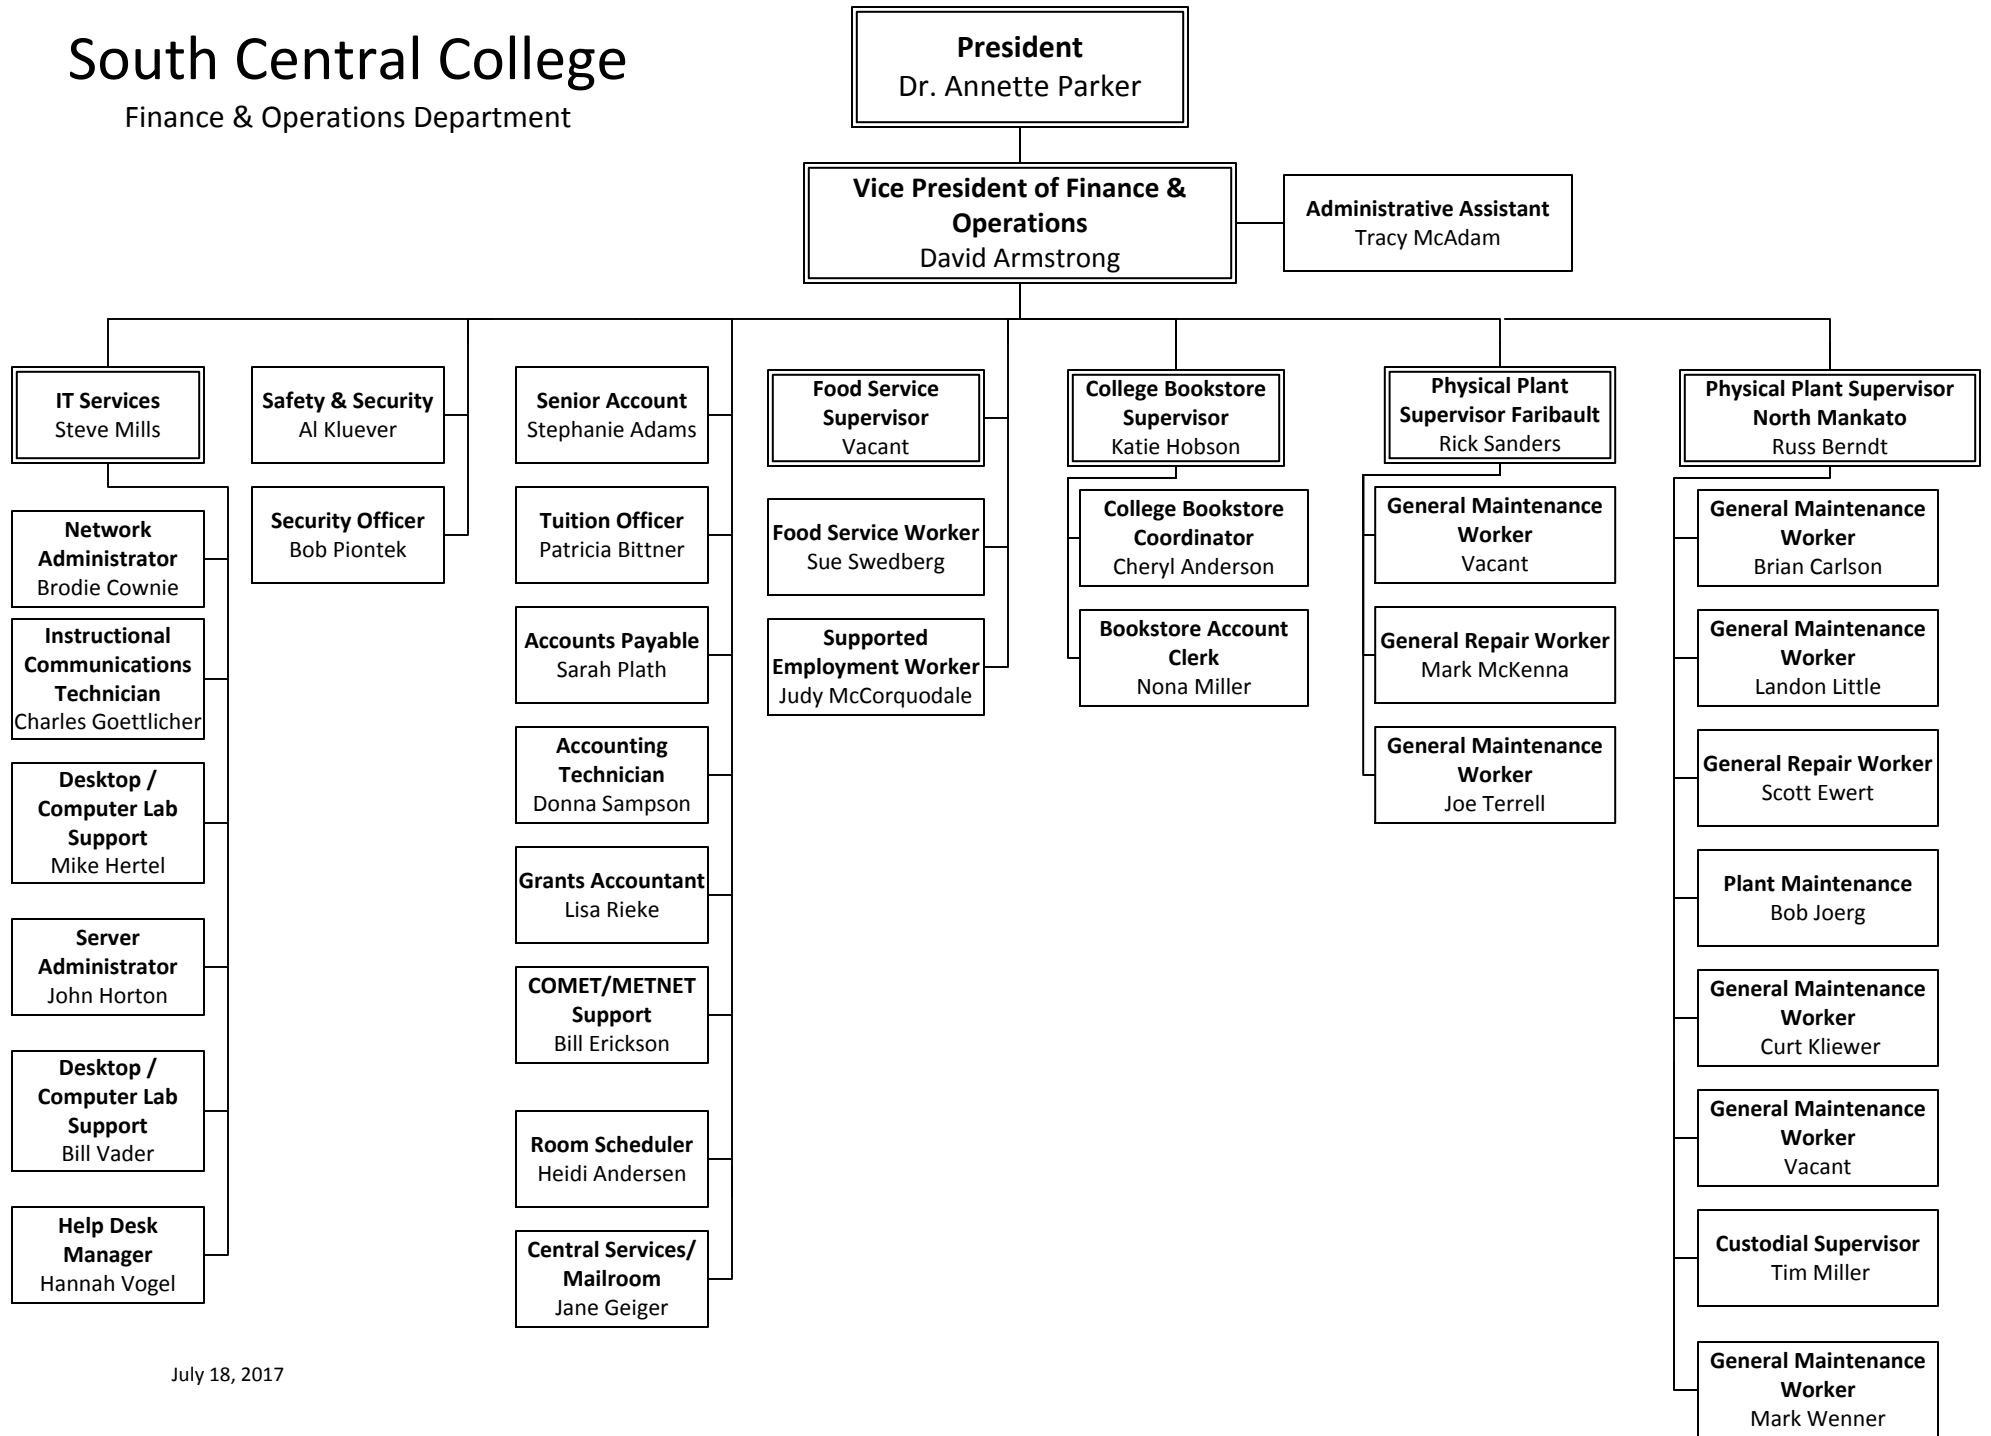 South Central College
Finance & Operations Department
President
Dr. Annette Parker
Vice President of Finance &
Operations
David Armstrong
Administrative Assistant
Tracy McAdam
IT Services
Steve Mills
Network
Administrator
Brodie Cownie
Instructional
Communications
Technician
Charles Goettlicher
Desktop /
Computer Lab
Support
Mike Hertel
Server
Administrator
John Horton
Desktop /
Computer Lab
Support
Bill Vader
Help Desk
Manager
Hannah Vogel
Safety & Security
Al Kluever
Security Officer
Bob Piontek
Senior Account
Stephanie Adams
Tuition Officer
Patricia Bittner
Accounts Payable
Sarah Plath
Accounting
Technician
Donna Sampson
Grants Accountant
Lisa Rieke
COMET/METNET
Support
Bill Erickson
Room Scheduler
Heidi Andersen
Central Services/
Mailroom
Jane Geiger
Food Service
Supervisor
Vacant
Food Service Worker
Sue Swedberg
Supported
Employment Worker
Judy McCorquodale
College Bookstore
Supervisor
Katie Hobson
College Bookstore
Coordinator
Cheryl Anderson
Bookstore Account
Clerk
Nona Miller
Physical Plant
Supervisor Faribault
Rick Sanders
General Maintenance
Worker
Vacant
General Repair Worker
Mark McKenna
General Maintenance
Worker
Joe Terrell
Physical Plant Supervisor
North Mankato
Russ Berndt
General Maintenance
Worker
Brian Carlson
General Maintenance
Worker
Landon Little
General Repair Worker
Scott Ewert
Plant Maintenance
Bob Joerg
General Maintenance
Worker
Curt Kliewer
General Maintenance
Worker
Vacant
Custodial Supervisor
Tim Miller
General Maintenance
Worker
Mark Wenner
July 18, 2017